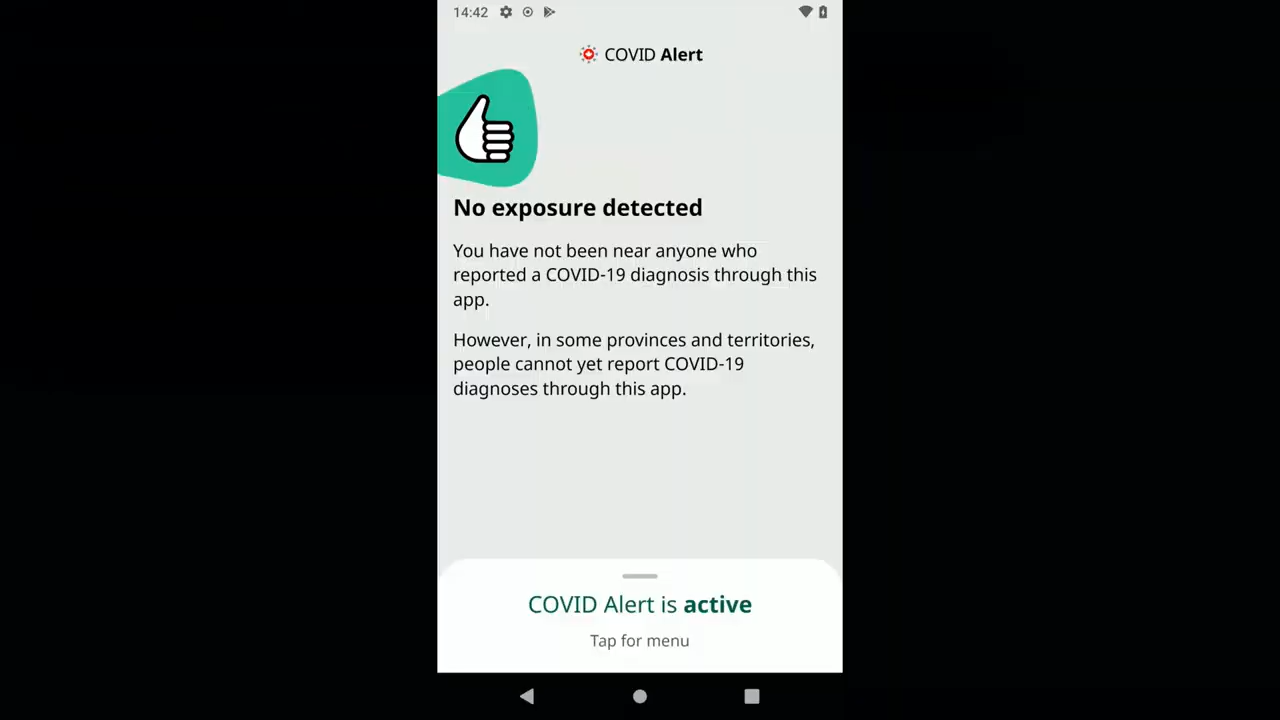 14:42
COVID Alert
No exposure detected
You have not been near anyone who
reported a COVID-19 diagnosis through this
app.
However, in some provinces and territories,
people cannot yet report COVID-19
diagnoses through this app.
COVID Alert is active
Tap for menu